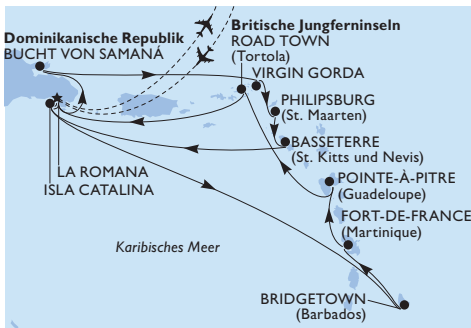 Dominikanische Republik
BUCHT VON SAMANÁ
Britische Jungferninseln
ROAD TOWN
(Tortola)
VIRGIN GORDA
PHILIPSBURG
(St. Maarten)
BASSETERRE
(St. Kitts und Nevis)
LA ROMANA
ISLA CATALINA
POINTE-À-PITRE
(Guadeloupe)
FORT-DE-FRANCE
(Martinique)
Karibisches Meer
BRIDGETOWN
(Barbados)